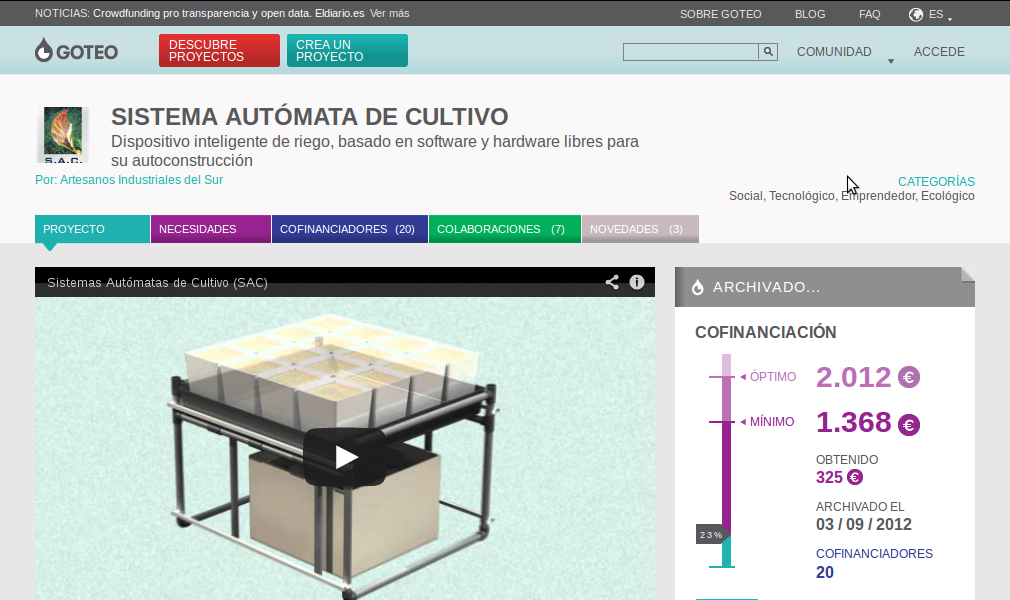 NOTICIAS: Crowdfunding pro transparencia y open data. Eldiario.es Ver más
SOBRE GOTEO BLOG FAQ ES
GOTEO
DESCUBRE
PROYECTOS
CREA UN
PROYECTO
COMUNIDAD ACCEDE
S.A.C.
SISTEMA AUTÓMATA DE CULTIVO
Dispositivo inteligente de riego, basado en software y hardware libres para
su autoconstrucción
Por: Artesanos Industriales del Sur
CATEGORÍAS
Social, Tecnológico, Emprendedor, Ecológico
PROYECTO NECESIDADES COFINANCIADORES (20) COLABORACIONES (7) NOVEDADES (3)
Sistemas Autómatas de Cultivo (SAC)
ARCHIVADO...
COFINANCIACIÓN
ÓPTIMO 2.012 €
MÍNIMO 1.368 €
OBTENIDO
325 €
ARCHIVADO EL
03 / 09 / 2012
23%
COFINANCIADORES
20